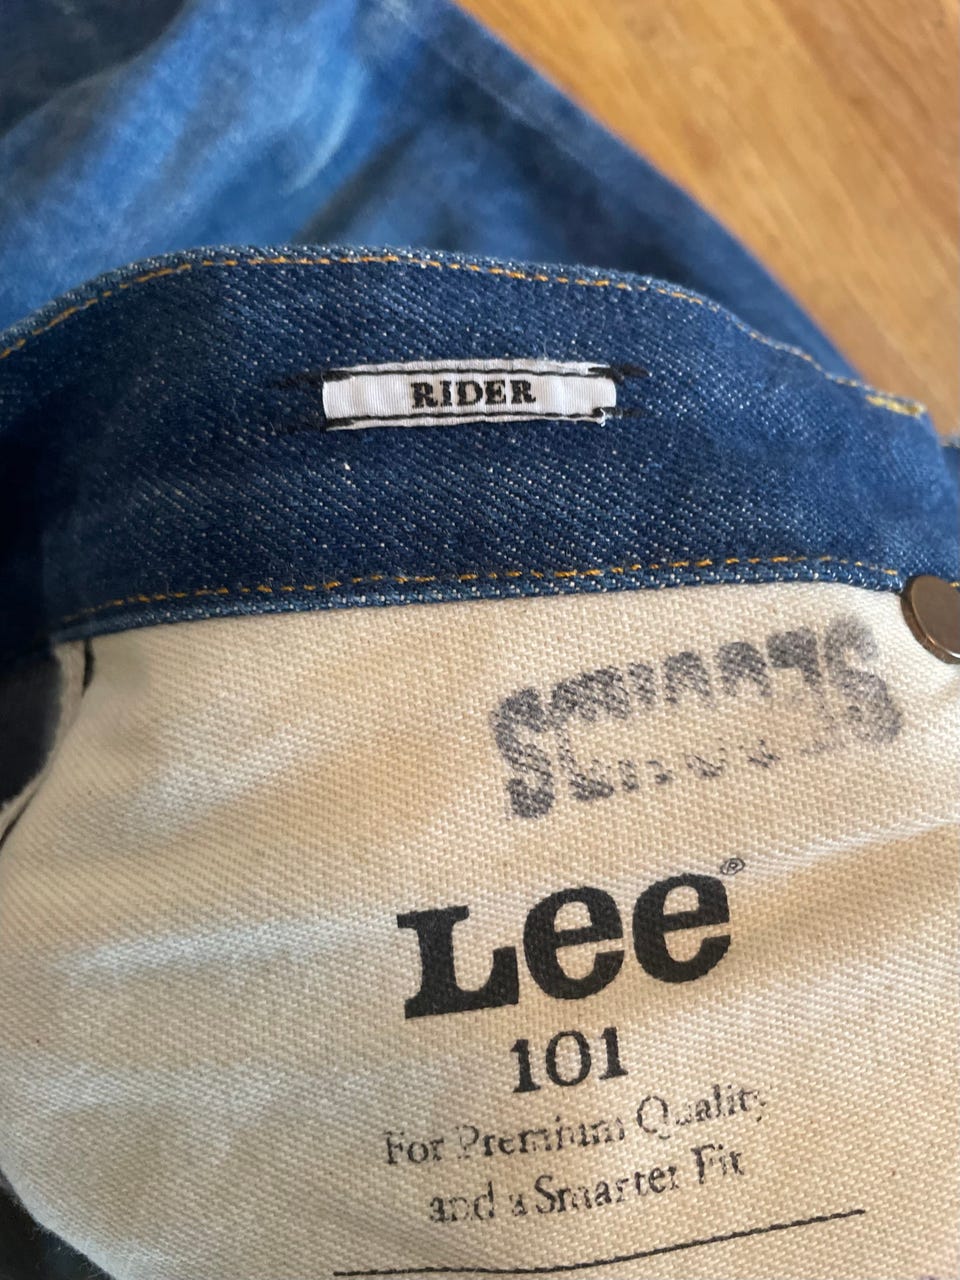 RIDER
Lee®
101
For Premium Quality
and a Smarter Fit